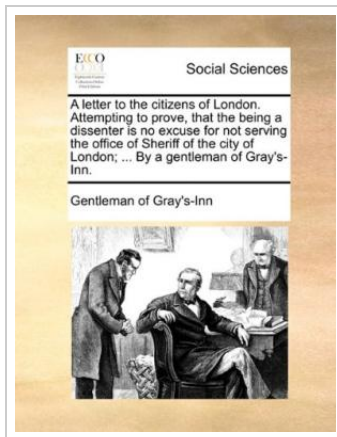 ECCO
Social Sciences
A letter to the citizens of London.
Attempting to prove, that the being a
dissenter is no excuse for not serving
the office of Sheriff of the city of
London; ... By a gentleman of Gray's-
Inn.
Gentleman of Gray's-Inn